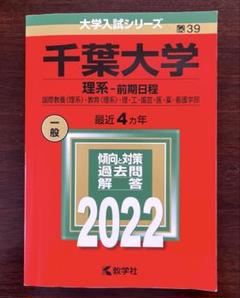 大学入試シリーズ
39
千葉大学
理系-前期日程
国際教養〈理系〉・教育〈理系〉・理・工・園芸・医・薬・看護学部
一般
最近4カ年
傾向と対策
過去問
解答
2022
教学社